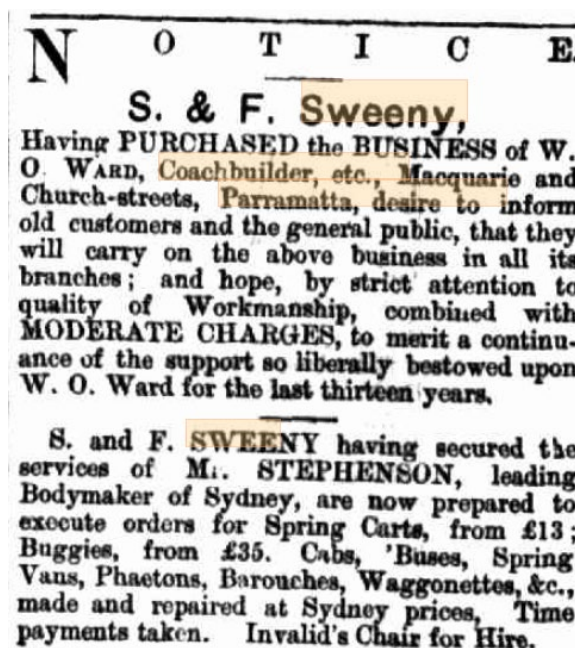 NOTICE
S. & F. Sweeny,
Having PURCHASED the BUSINESS of W.
O. WARD, Coachbuilder, etc., Macquarie and
Church-streets, Parramatta, desire to inform
old customers and the general public, that they
will carry on the above business in all its
branches; and hope, by strict attention to
quality of Workmanship, combined with
MODERATE CHARGES, to merit a continu-
ance of the support so liberally bestowed upon
W. O. Ward for the last thirteen years.
S. and F. SWEENY having secured the
services of Mr. STEPHENSON, leading
Bodymaker of Sydney, are now prepared to
execute orders for Spring Carts, from £13;
Buggies, from £35. Cabs, 'Buses, Spring
Vans, Phaetons, Barouches, Waggonettes, &c.,
made and repaired at Sydney prices, Time
payments taken. Invalid's Chair for Hire.